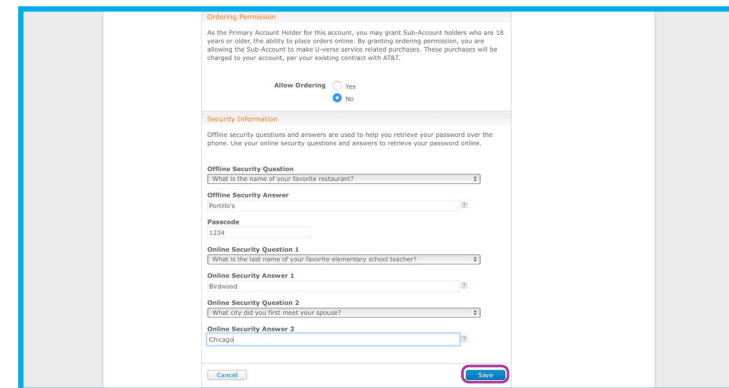 Ordering Permission
As the Primary Account Holder for this account, you may grant Sub-Account holders who are 18
years or older, the ability to place orders online. By granting ordering permission, you are
allowing the Sub-Account to make U-verse service related purchases. These purchases will be
charged to your account, per your existing contract with AT&T.
Allow Ordering Yes
No
Security Information
Offline security questions and answers are used to help you retrieve your password over the
phone. Use your online security questions and answers to retrieve your password online.
Offline Security Question
What is the name of your favorite restaurant?
Offline Security Answer
Portillo's ?
Passcode
1234
Online Security Question 1
What is the last name of your favorite elementary school teacher?
Online Security Answer 1
Birdwood ?
Online Security Question 2
What city did you first meet your spouse?
Online Security Answer 2
Chicago ?
Cancel Save